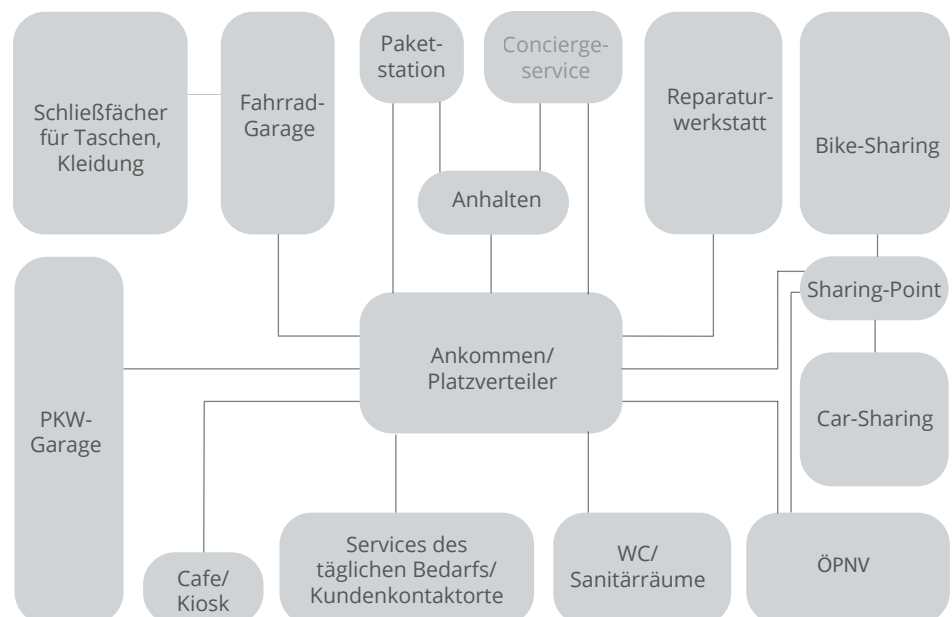 Schließfächer
für Taschen,
Kleidung
Fahrrad-
Garage
Paket-
station
Concierge-
service
Reparatur-
werkstatt
Bike-Sharing
Anhalten
Sharing-Point
Ankommen/
Platzverteiler
PKW-
Garage
Car-Sharing
Cafe/
Kiosk
Services des
täglichen Bedarfs/
Kundenkontaktorte
WC/
Sanitärräume
ÖPNV